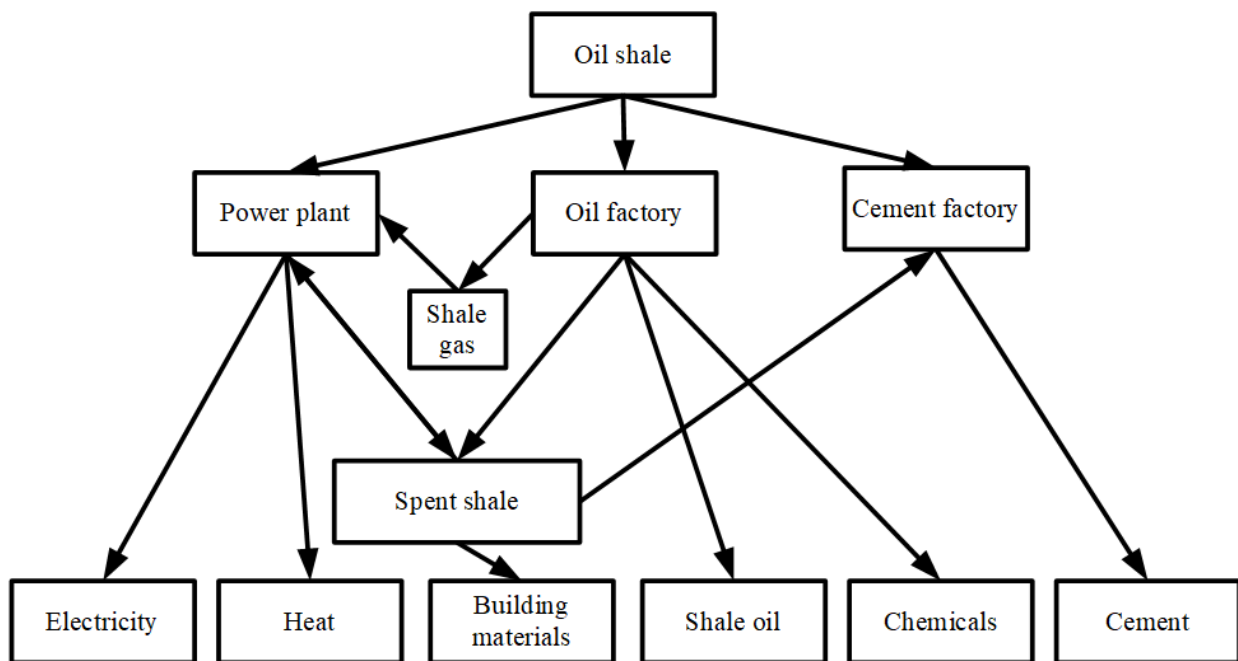 Oil shale
Power plant
Oil factory
Cement factory
Shale
gas
Spent shale
Electricity
Heat
Building
materials
Shale oil
Chemicals
Cement